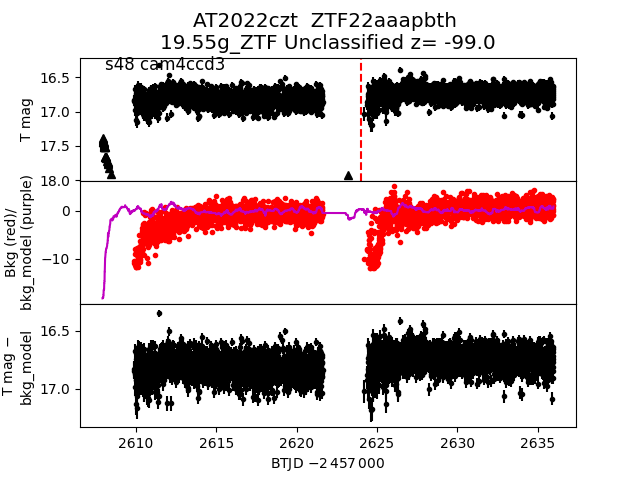 AT2022czt  ZTF22aaapbth
19.55g_ZTF Unclassified z= -99.0
s48 cam4ccd3
16.5
17.0
17.5
18.0
T mag
0
−10
Bkg (red)/
bkg_model (purple)
16.5
17.0
T mag −
bkg_model
2610
2615
2620
2625
2630
2635
BTJD −2 457 000